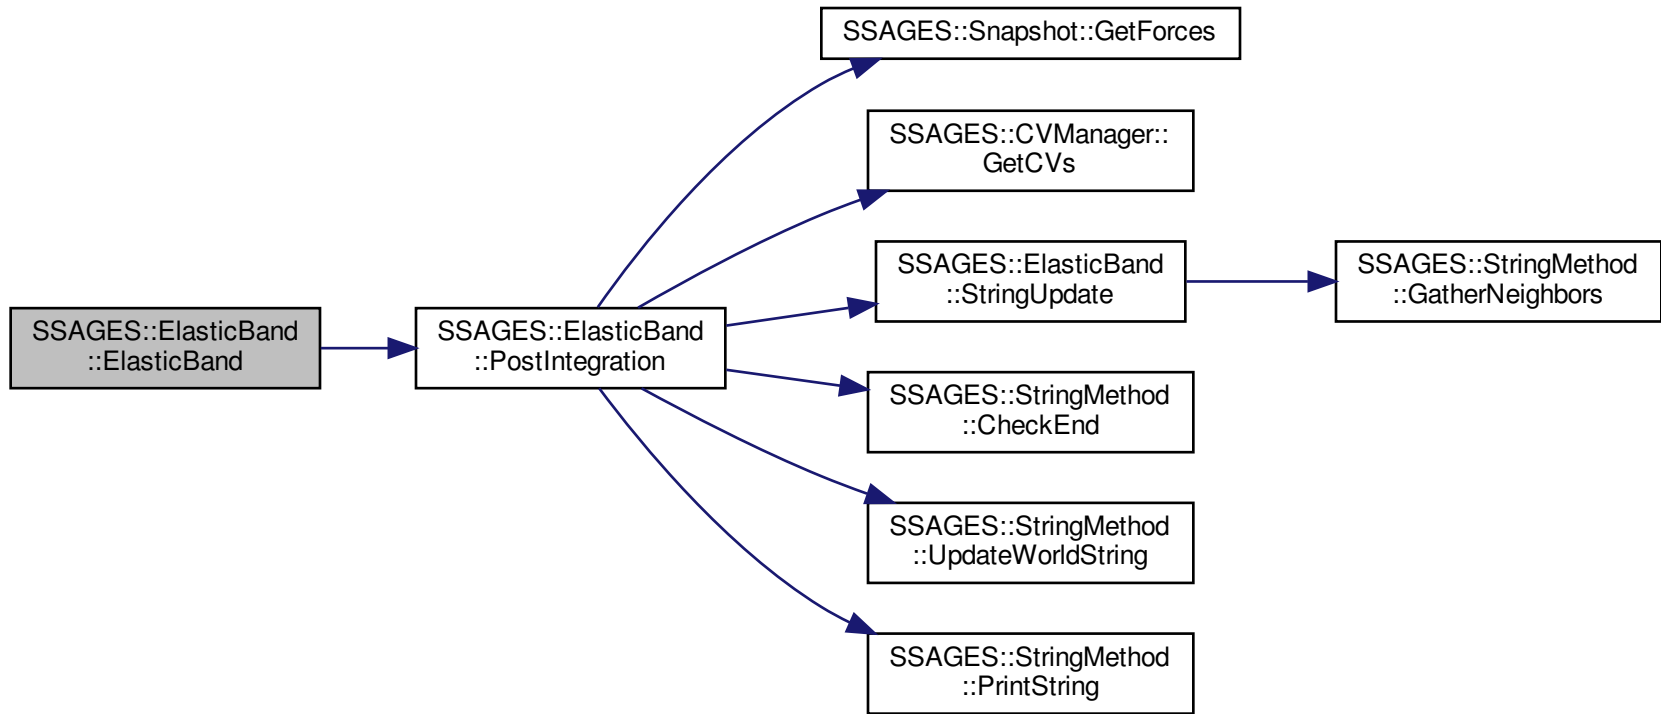 SSAGES::Snapshot::GetForces
SSAGES::CVManager::
GetCVs
SSAGES::ElasticBand
::StringUpdate
SSAGES::StringMethod
::GatherNeighbors
SSAGES::ElasticBand
::ElasticBand
SSAGES::ElasticBand
::PostIntegration
SSAGES::StringMethod
::CheckEnd
SSAGES::StringMethod
::UpdateWorldString
SSAGES::StringMethod
::PrintString